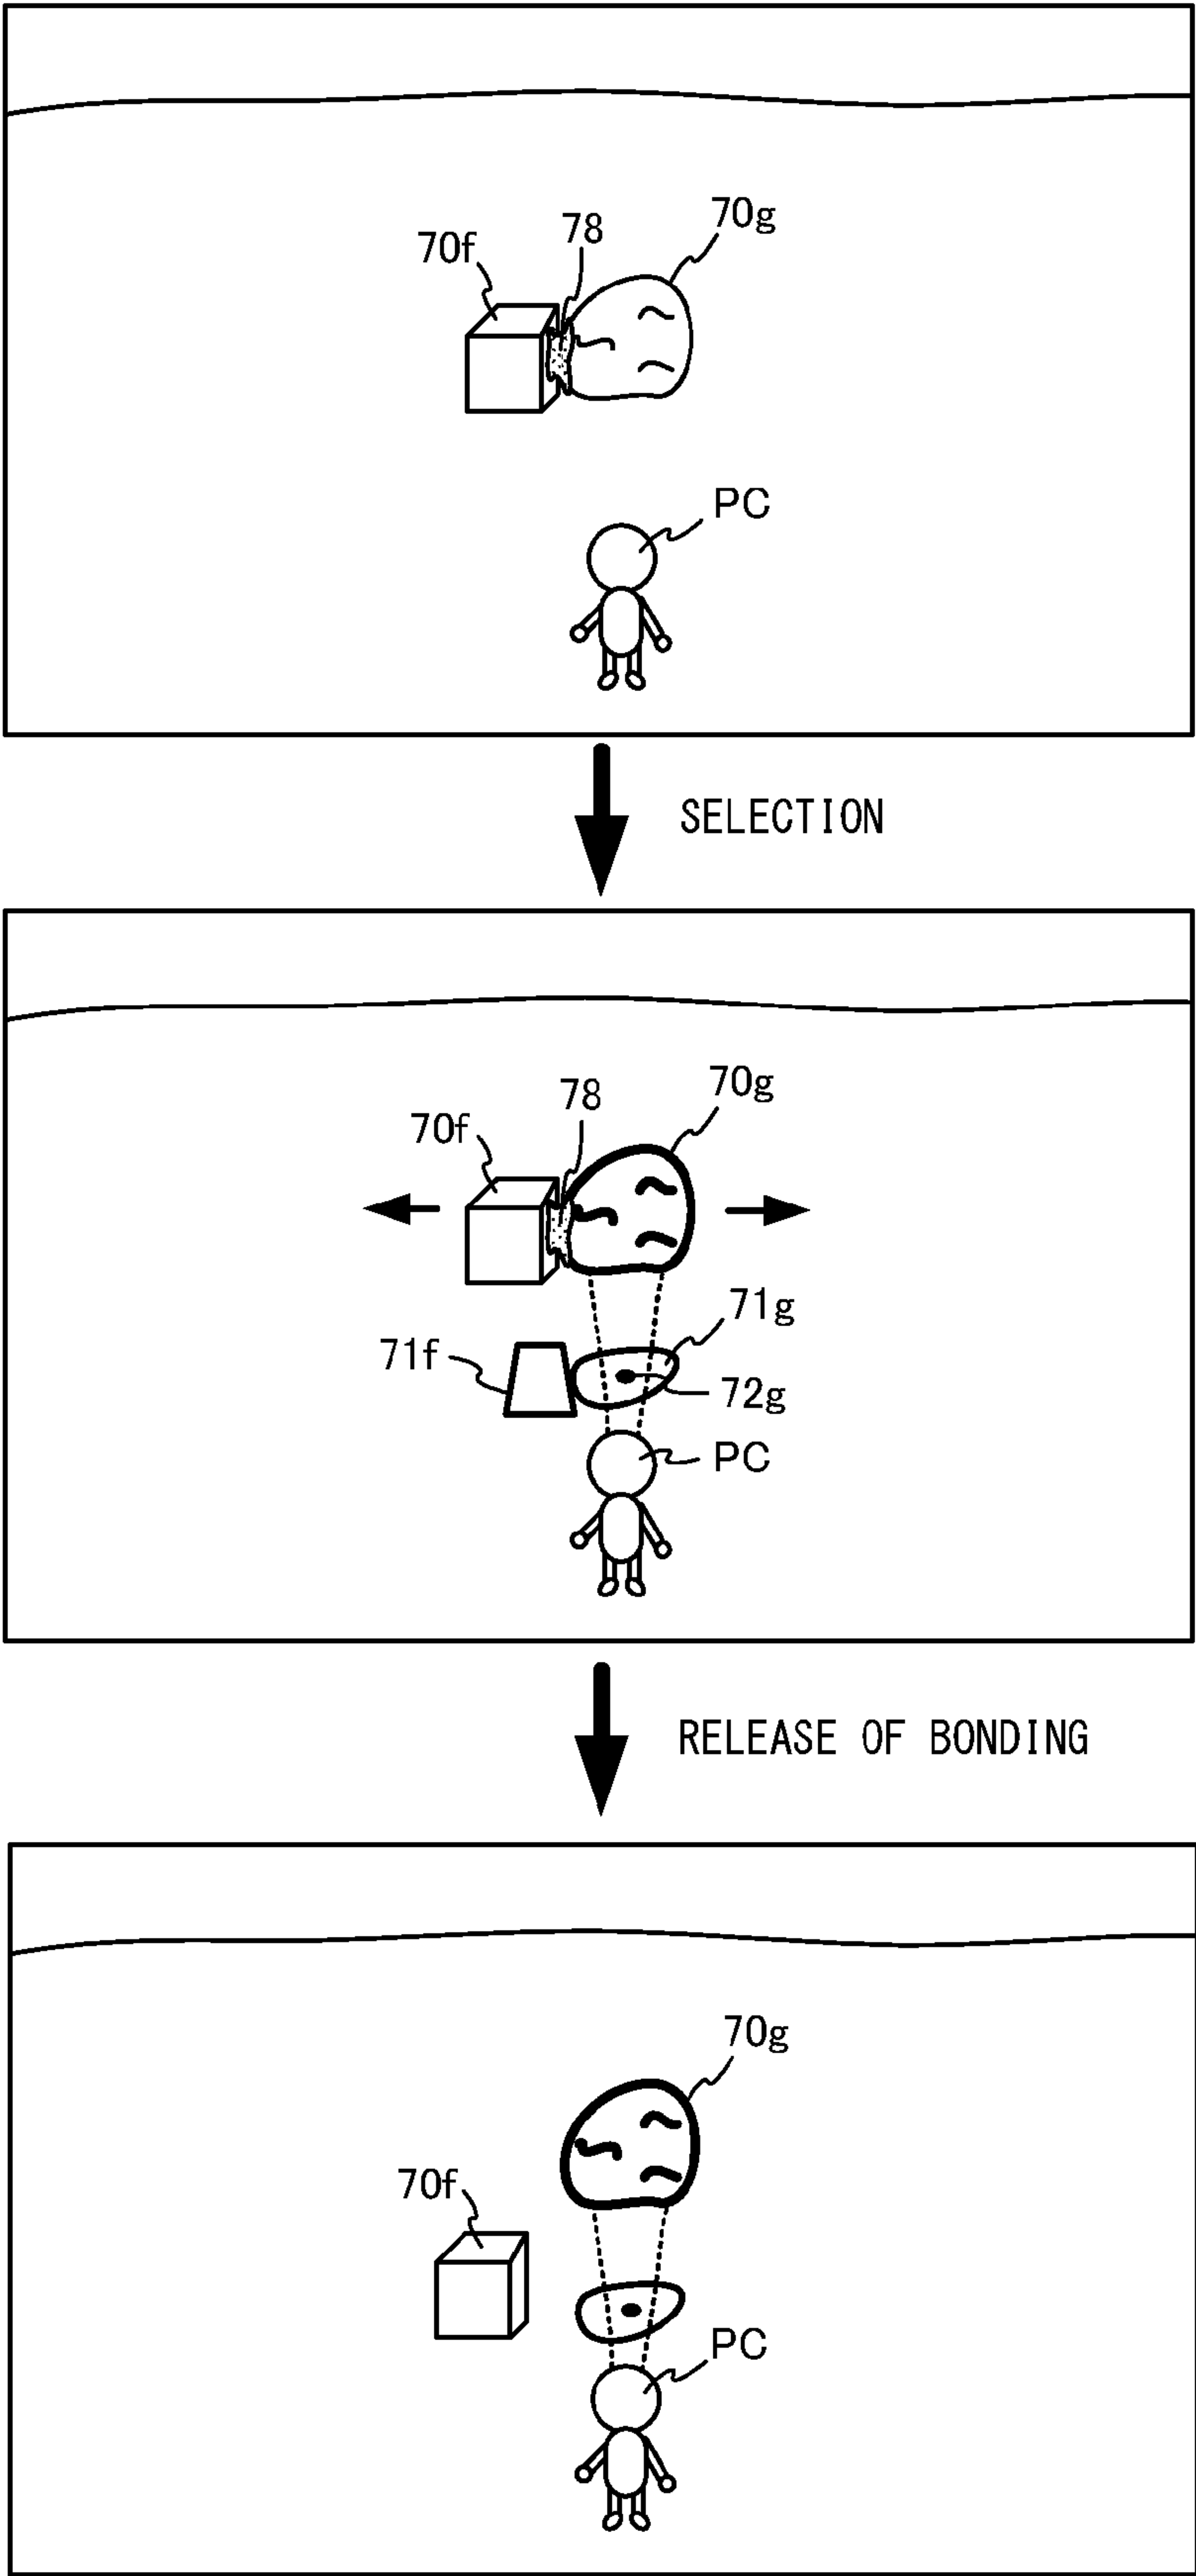 70g
78
70f
PC
SELECTION
70g
78
70f
71g
71f
72g
PC
RELEASE OF BONDING
70g
70f
PC